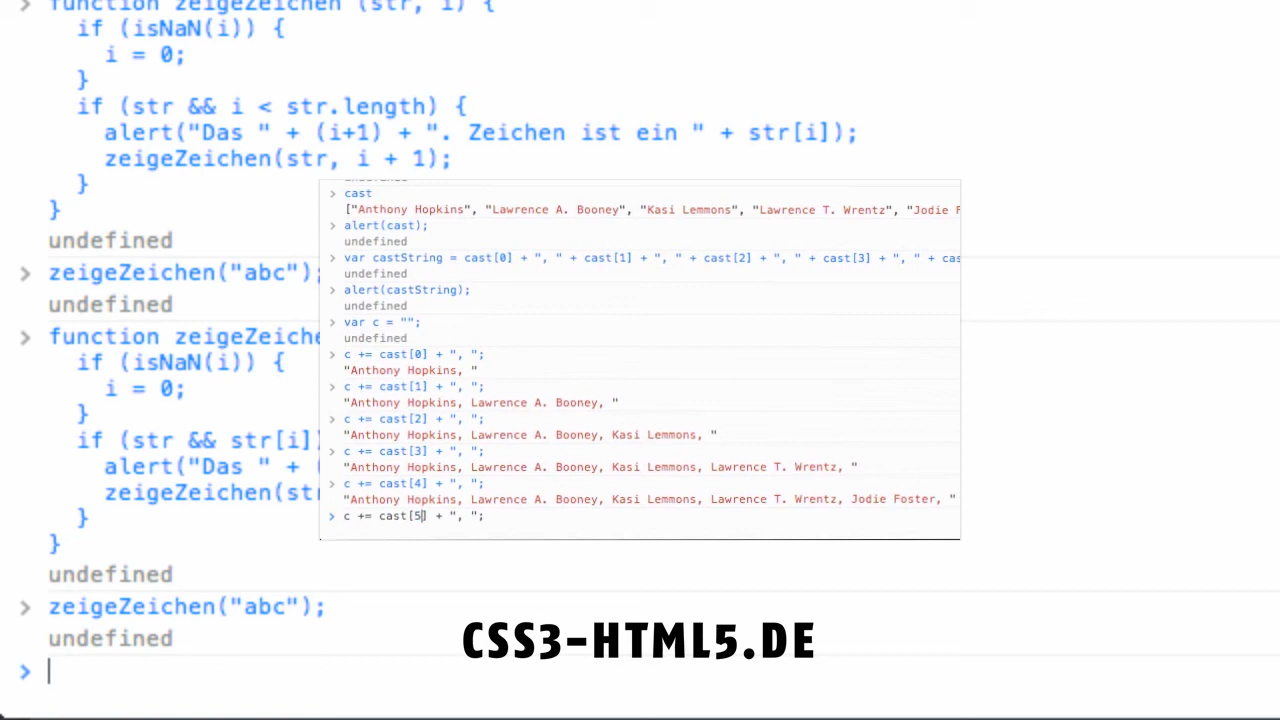 > function zeigeZeichen (str, i) {
if (isNaN(i)) {
i = 0;
}
if (str && i < str.length) {
alert("Das " + (i+1) + ". Zeichen ist ein " + str[i]);
zeigeZeichen(str, i + 1);
}
}
undefined
> zeigeZeichen("abc");
undefined
> function zeigeZeiche
if (isNaN(i)) {
i = 0;
}
if (str && str[i])
alert("Das " + (
zeigeZeichen(str
}
}
undefined
> zeigeZeichen("abc");
undefined
>
> cast
["Anthony Hopkins", "Lawrence A. Booney", "Kasi Lemmons", "Lawrence T. Wrentz", "Jodie F
> alert(cast);
undefined
> var castString = cast[0] + ", " + cast[1] + ", " + cast[2] + ", " + cast[3] + ", " + cas
undefined
> alert(castString);
undefined
> var c = "";
undefined
> c += cast[0] + ", ";
"Anthony Hopkins, "
> c += cast[1] + ", ";
"Anthony Hopkins, Lawrence A. Booney, "
> c += cast[2] + ", ";
"Anthony Hopkins, Lawrence A. Booney, Kasi Lemmons, "
> c += cast[3] + ", ";
"Anthony Hopkins, Lawrence A. Booney, Kasi Lemmons, Lawrence T. Wrentz, "
> c += cast[4] + ", ";
"Anthony Hopkins, Lawrence A. Booney, Kasi Lemmons, Lawrence T. Wrentz, Jodie Foster, "
> c += cast[5] + ", ";
CSS3-HTML5.DE